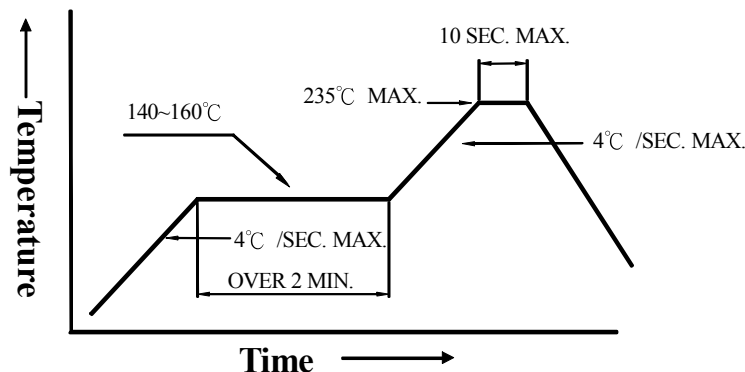 10 SEC. MAX.
235℃ MAX.
140~160℃
4℃ /SEC. MAX.
4℃ /SEC. MAX.
OVER 2 MIN.
Temperature
Time